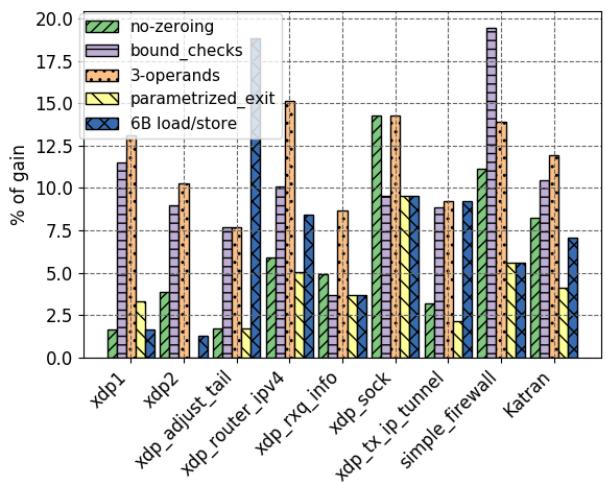 20.0
17.5
15.0
12.5
10.0
7.5
5.0
2.5
0.0
% of gain
no-zeroing
bound_checks
3-operands
parametrized_exit
6B load/store
xdp1
xdp2
xdp_adjust_tail
xdp_router_ipv4
xdp_rxq_info
xdp_sock
xdp_tx_ip_tunnel
simple_firewall
Katran